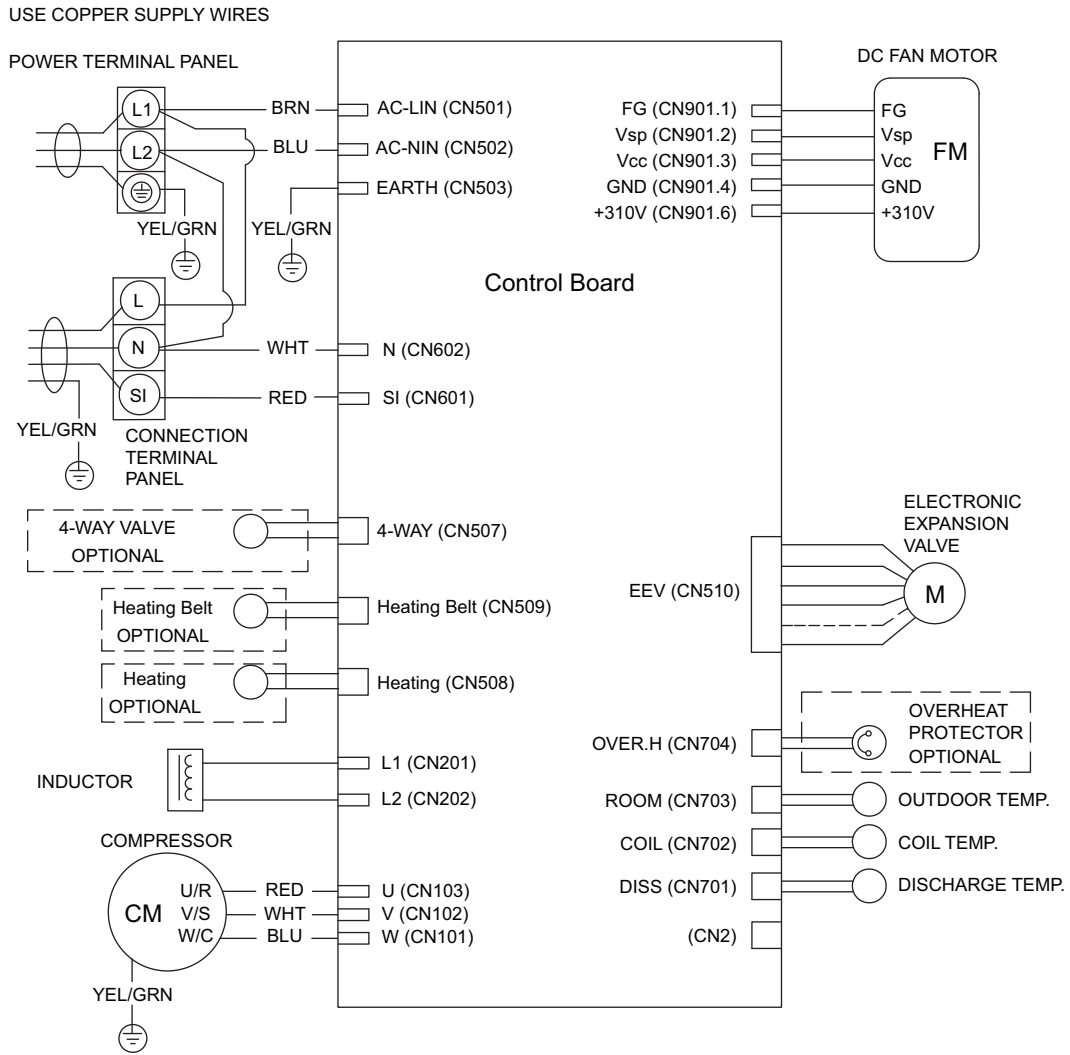 USE COPPER SUPPLY WIRES
POWER TERMINAL PANEL
L1
L2
BRN
BLU
YEL/GRN
YEL/GRN
AC-LIN (CN501)
AC-NIN (CN502)
EARTH (CN503)
FG (CN901.1)
Vsp (CN901.2)
Vcc (CN901.3)
GND (CN901.4)
+310V (CN901.6)
DC FAN MOTOR
FG
Vsp
Vcc
GND
+310V
FM
Control Board
L
N
SI
WHT
RED
N (CN602)
SI (CN601)
YEL/GRN
CONNECTION
TERMINAL
PANEL
4-WAY VALVE
OPTIONAL
4-WAY (CN507)
Heating Belt
OPTIONAL
Heating Belt (CN509)
Heating
OPTIONAL
Heating (CN508)
ELECTRONIC
EXPANSION
VALVE
EEV (CN510)
M
OVERHEAT
PROTECTOR
OPTIONAL
OVER.H (CN704)
INDUCTOR
L1 (CN201)
L2 (CN202)
ROOM (CN703)
OUTDOOR TEMP.
COIL (CN702)
COIL TEMP.
DISS (CN701)
DISCHARGE TEMP.
(CN2)
COMPRESSOR
CM
U/R
V/S
W/C
RED
WHT
BLU
U (CN103)
V (CN102)
W (CN101)
YEL/GRN